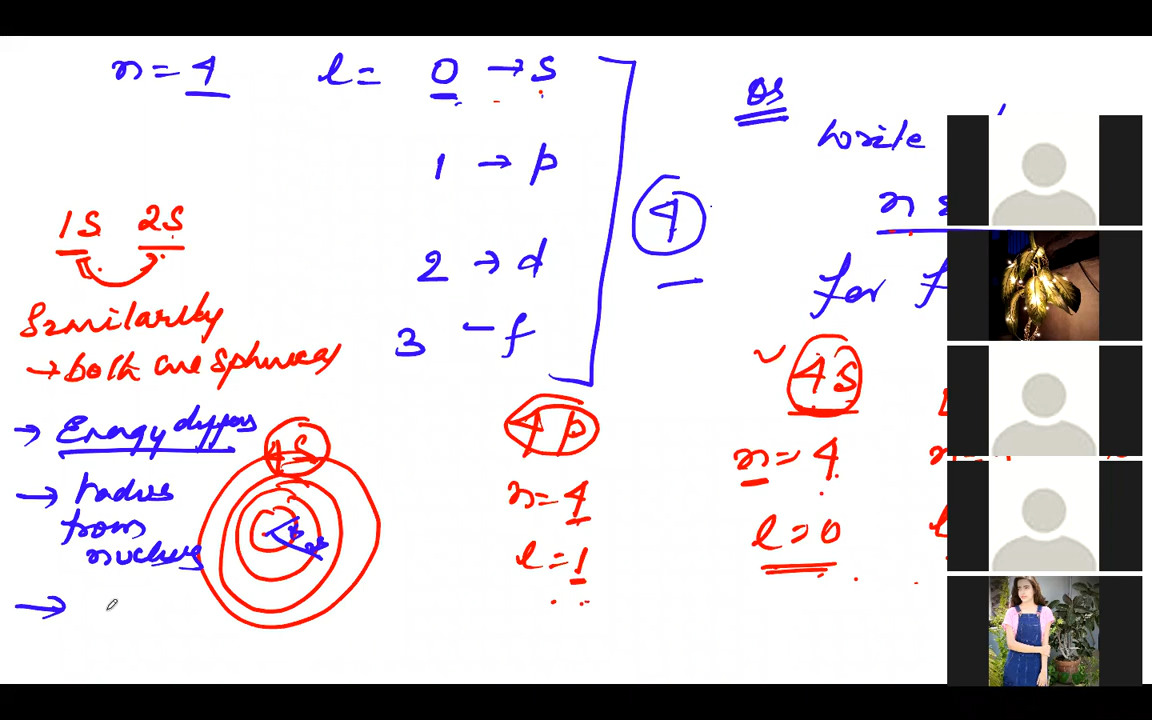 n = 4 l = 0 → s
1 → p
2 → d
3 - f
4
1S 2S
Similarity
→ both are Spherical
→ Energy differs
→ radius
from
nucleus
→
4S
4p
n = 4
l = 1
Qs
write
n
for f
✓ 4S
n = 4
l = 0